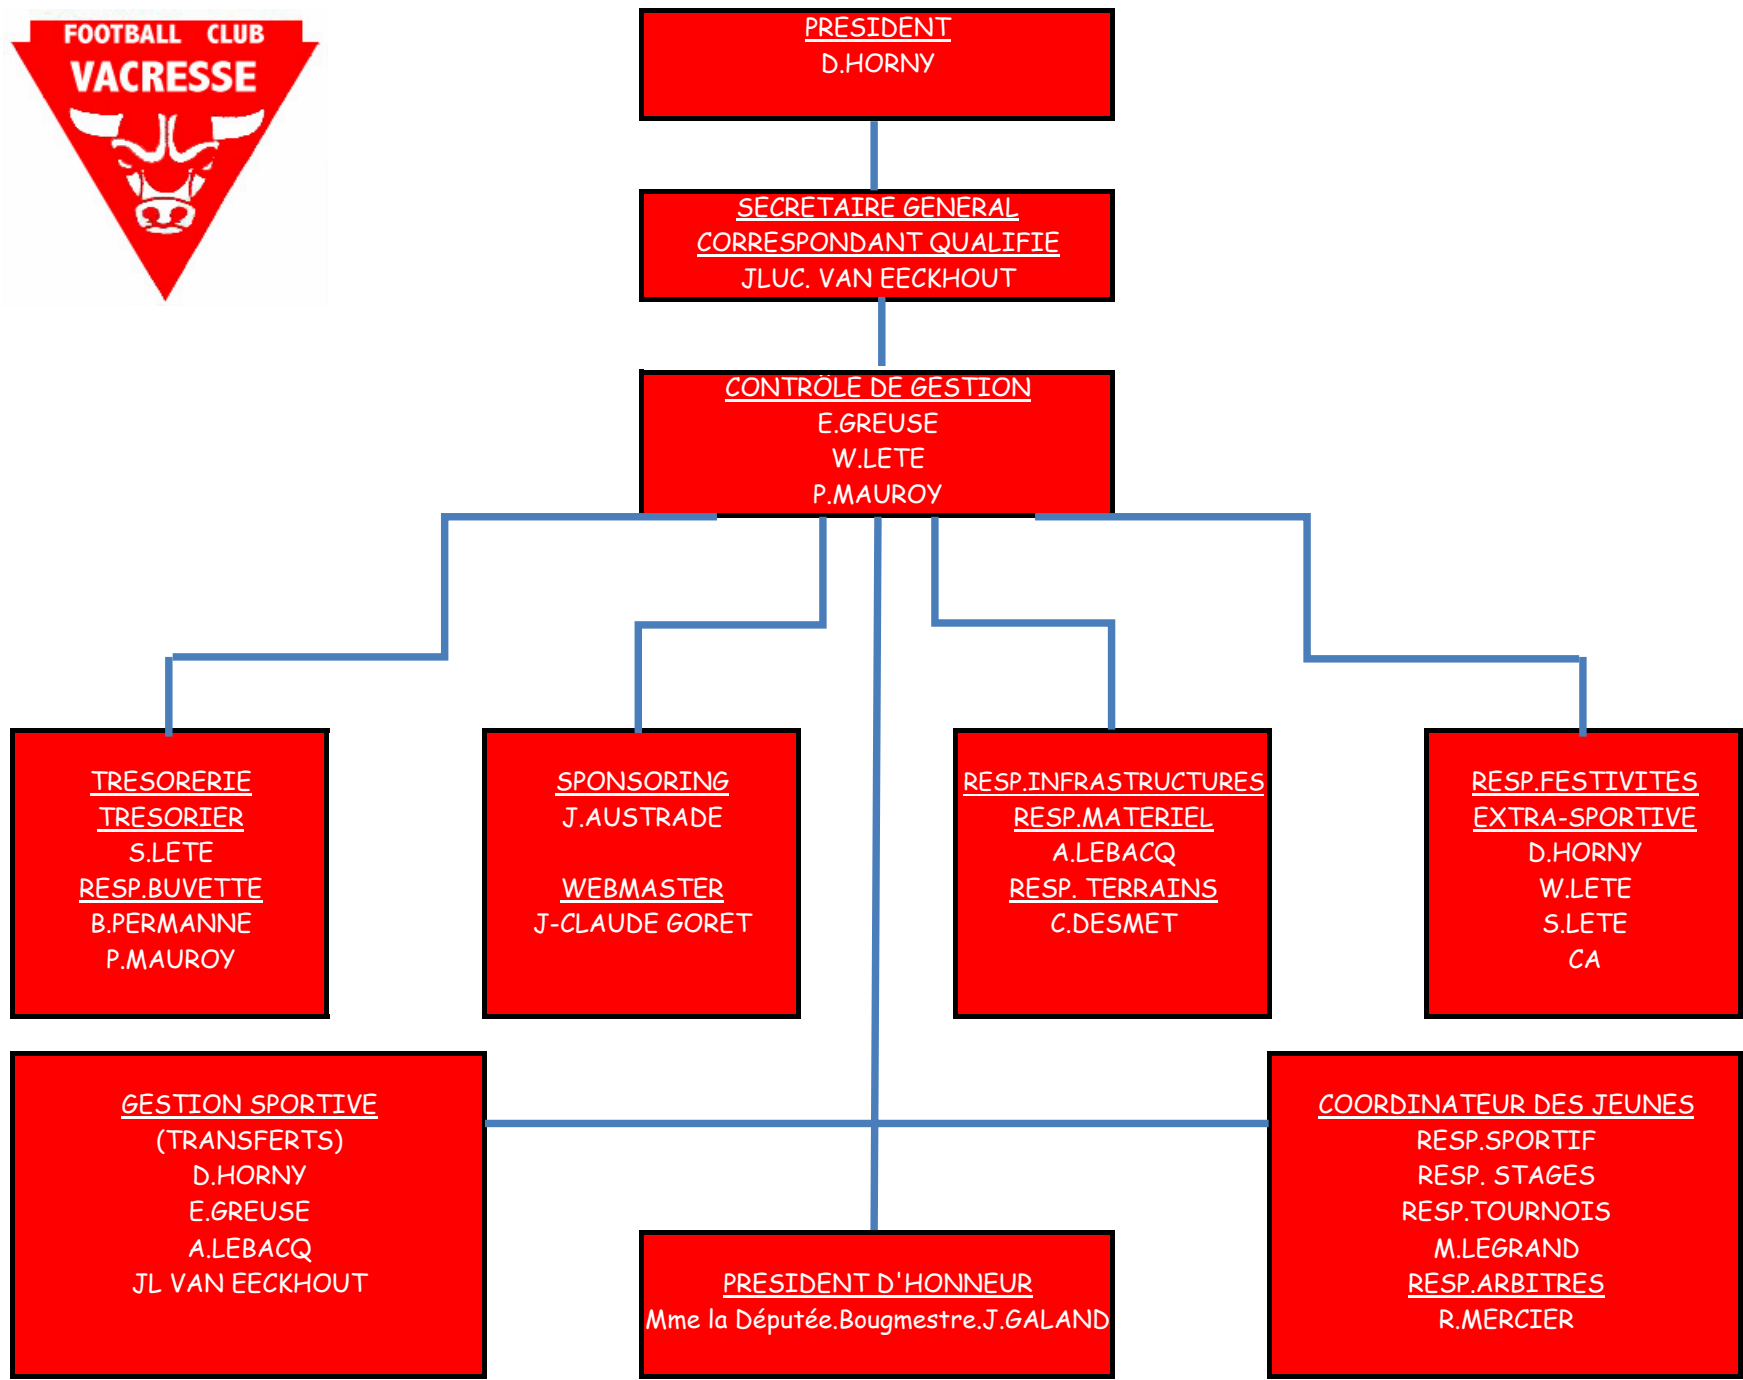 FOOTBALL CLUB
VACRESSE
PRESIDENT
D.HORNY
SECRETAIRE GENERAL
CORRESPONDANT QUALIFIE
JLUC. VAN EECKHOUT
CONTRÖLE DE GESTION
E.GREUSE
W.LETE
P.MAUROY
TRESORERIE
TRESORIER
S.LETE
RESP.BUVETTE
B.PERMANNE
P.MAUROY
SPONSORING
J.AUSTRADE
WEBMASTER
J-CLAUDE GORET
RESP.INFRASTRUCTURES
RESP.MATERIEL
A.LEBACQ
RESP. TERRAINS
C.DESMET
RESP.FESTIVITES
EXTRA-SPORTIVE
D.HORNY
W.LETE
S.LETE
CA
GESTION SPORTIVE
(TRANSFERTS)
D.HORNY
E.GREUSE
A.LEBACQ
JL VAN EECKHOUT
PRESIDENT D'HONNEUR
Mme la Députée.Bougmestre.J.GALAND
COORDINATEUR DES JEUNES
RESP.SPORTIF
RESP. STAGES
RESP.TOURNOIS
M.LEGRAND
RESP.ARBITRES
R.MERCIER